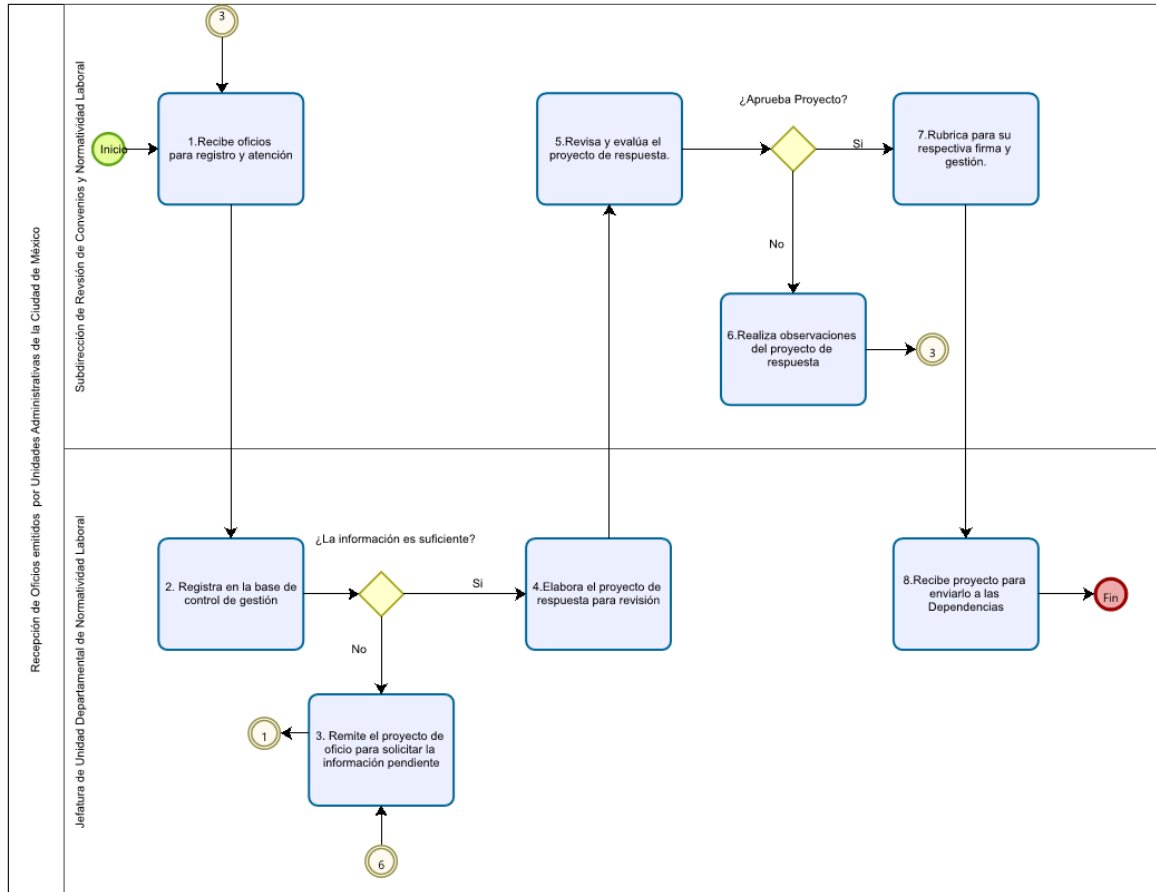 Recepción de Oficios emitidos por Unidades Administrativas de la Ciudad de México
Subdirección de Revsión de Convenios y Normatividad Laboral
3
Inicio
1.Recibe oficios
para registro y atención
5.Revisa y evalúa el
proyecto de respuesta.
¿Aprueba Proyecto?
Si
No
7.Rubrica para su
respectiva firma y
gestión.
6.Realiza observaciones
del proyecto de
respuesta
3
Jefatura de Unidad Departamental de Normatividad Laboral
2. Registra en la base de
control de gestión
¿La información es suficiente?
Si
No
4.Elabora el proyecto de
respuesta para revisión
8.Recibe proyecto para
enviarlo a las
Dependencias
Fin
1
3. Remite el proyecto de
oficio para solicitar la
información pendiente
6